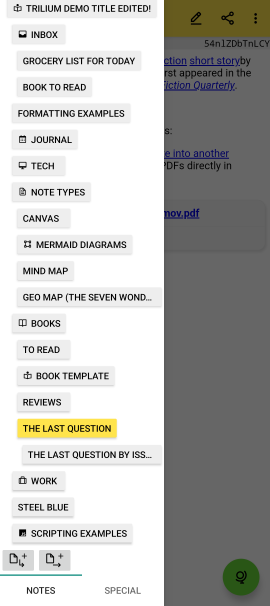 TRILIUM DEMO TITLE EDITED!
INBOX
GROCERY LIST FOR TODAY
BOOK TO READ
FORMATTING EXAMPLES
JOURNAL
TECH
NOTE TYPES
CANVAS
MERMAID DIAGRAMS
MIND MAP
GEO MAP (THE SEVEN WOND...
BOOKS
TO READ
BOOK TEMPLATE
REVIEWS
THE LAST QUESTION
THE LAST QUESTION BY ISS...
WORK
STEEL BLUE
SCRIPTING EXAMPLES
NOTES
SPECIAL
54n1ZDbTnLCY
ction short story by
rst appeared in the
iction Quarterly.
s:
e into another
PDFs directly in
mov.pdf